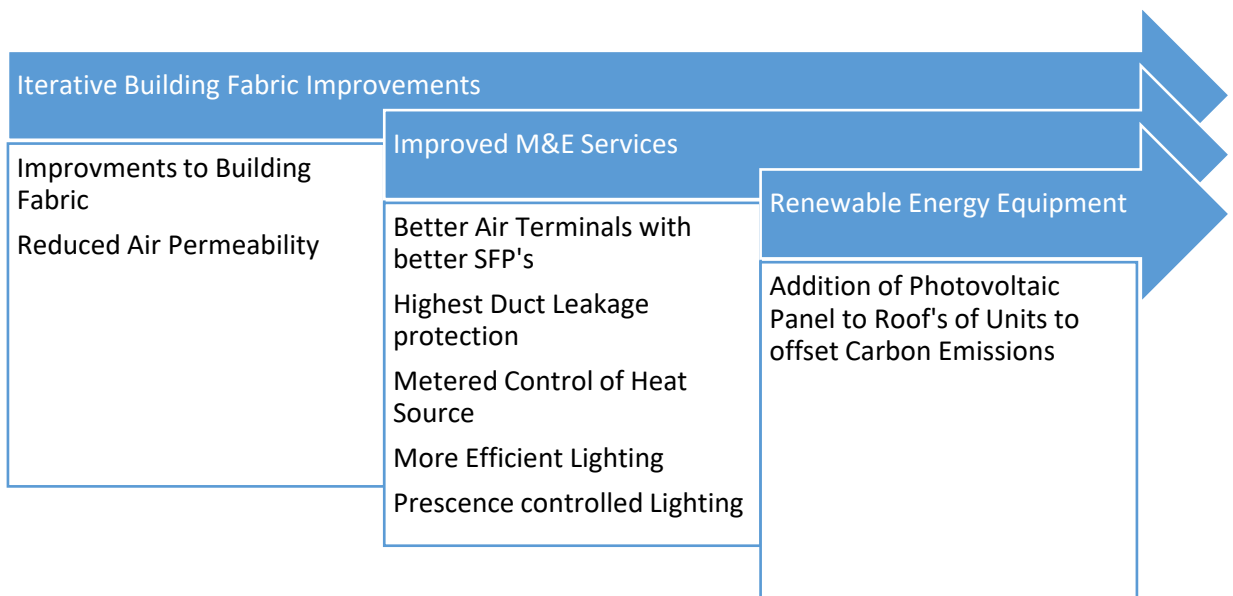 Iterative Building Fabric Improvements
Improvments to Building
Fabric
Reduced Air Permeability
Improved M&E Services
Better Air Terminals with
better SFP's
Highest Duct Leakage
protection
Metered Control of Heat
Source
More Efficient Lighting
Prescence controlled Lighting
Renewable Energy Equipment
Addition of Photovoltaic
Panel to Roof's of Units to
offset Carbon Emissions